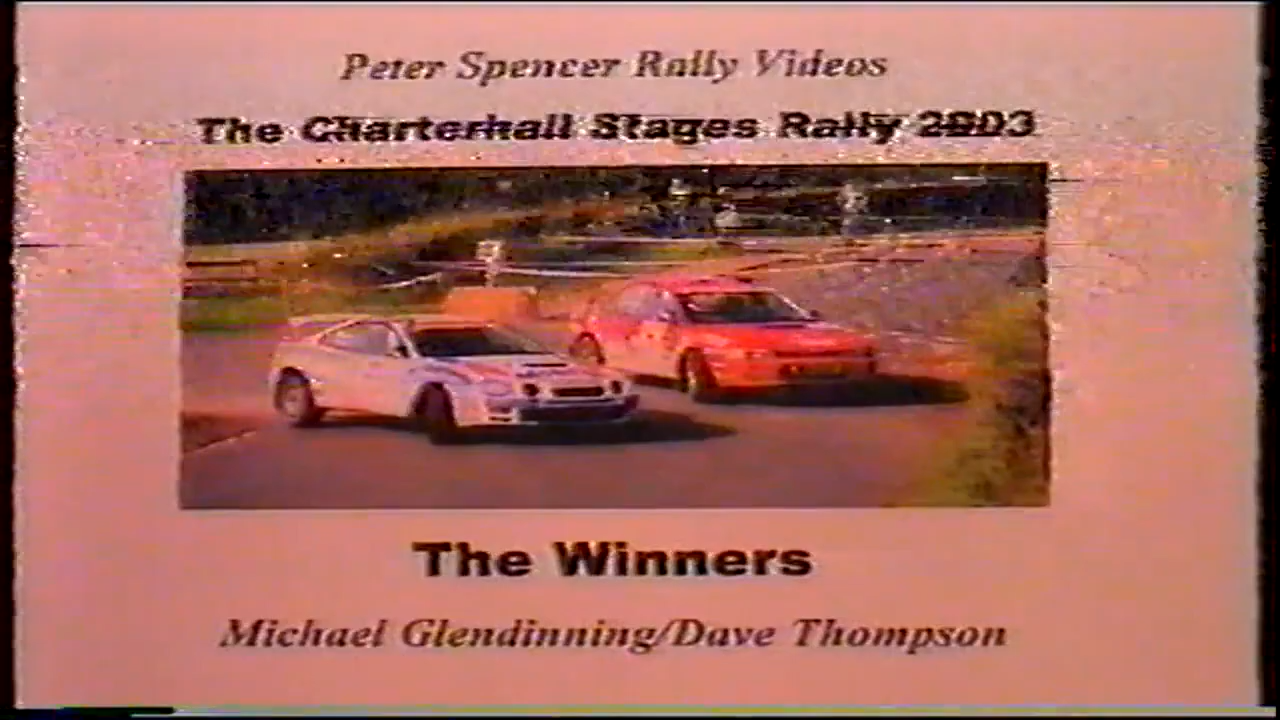 Peter Spencer Rally Videos
The Charterhall Stages Rally 2003
The Winners
Michael Glendinning/Dave Thompson